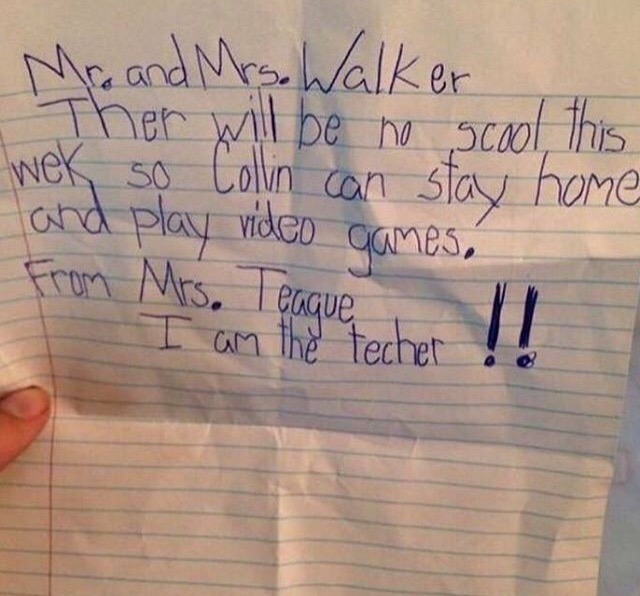 Mr. and Mrs. Walker
Ther will be no scool this
wek so Collin can stay home
and play video games.
From Mrs. Teague
I am the techer !!